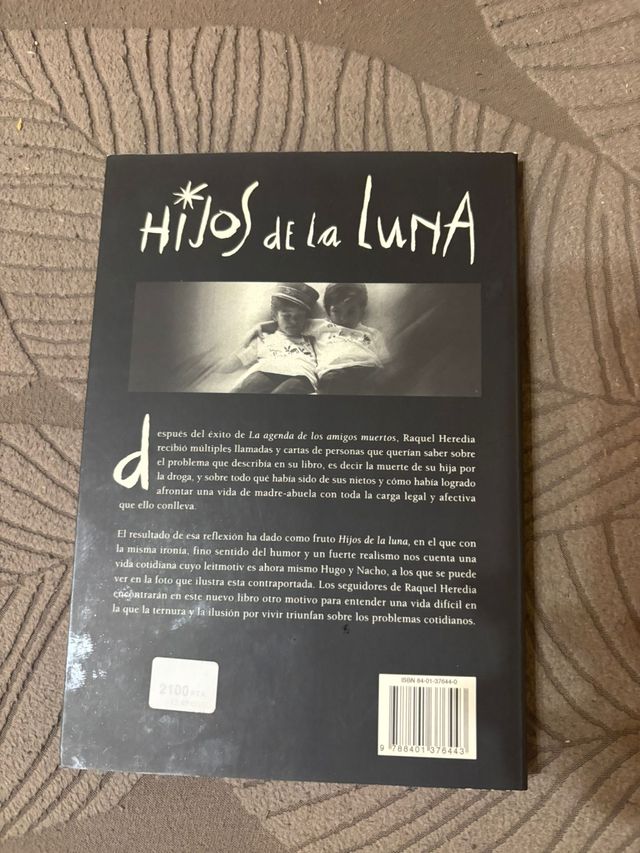 HiJOS dE La LUNA
después del éxito de La agenda de los amigos muertos, Raquel Heredia
recibió múltiples llamadas y cartas de personas que querían saber sobre
el problema que describía en su libro, es decir la muerte de su hija por
la droga, y sobre todo qué había sido de sus nietos y cómo había logrado
afrontar una vida de madre-abuela con toda la carga legal y afectiva
que ello conlleva.
El resultado de esa reflexión ha dado como fruto Hijos de la luna, en el que con
la misma ironía, fino sentido del humor y un fuerte realismo nos cuenta una
vida cotidiana cuyo leitmotiv es ahora mismo Hugo y Nacho, a los que se puede
ver en la foto que ilustra esta contraportada. Los seguidores de Raquel Heredia
encontrarán en este nuevo libro otro motivo para entender una vida difícil en
la que la ternura y la ilusión por vivir triunfan sobre los problemas cotidianos.
2100 PTA.
ISBN 84-01-37644-0
9 788401 376443